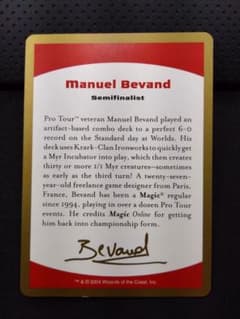 Manuel Bevand
Semifinalist
Pro Tour™ veteran Manuel Bevand played an
artifact-based combo deck to a perfect 6-0
record on the Standard day at Worlds. His
deck uses Krark-Clan Ironworks to quickly get
a Myr Incubator into play, which then creates
thirty or more 1/1 Myr creatures—sometimes
as early as the third turn! A twenty-seven-
year-old freelance game designer from Paris,
France, Bevand has been a Magic® regular
since 1994, playing in over a dozen Pro Tour
events. He credits Magic Online for getting
him back into championship form.
Bevand
™ & © 2004 Wizards of the Coast, Inc.